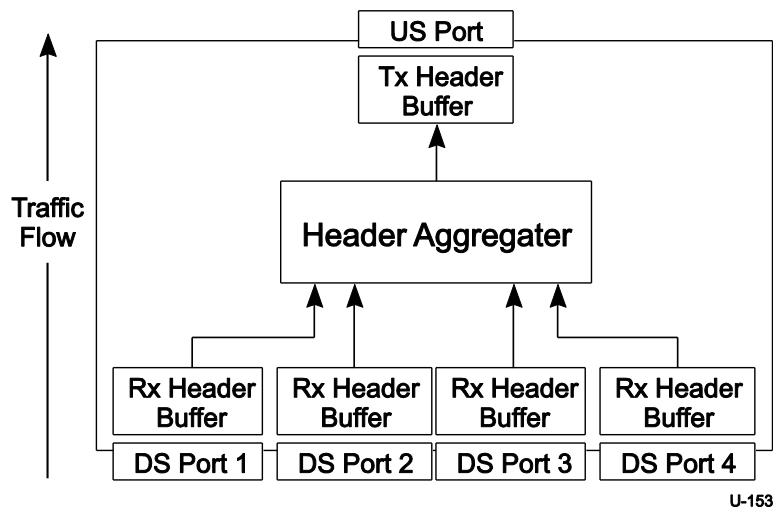 US Port
Tx Header
Buffer
Traffic
Flow
Header Aggregater
Rx Header
Buffer
Rx Header
Buffer
Rx Header
Buffer
Rx Header
Buffer
DS Port 1
DS Port 2
DS Port 3
DS Port 4
U-153